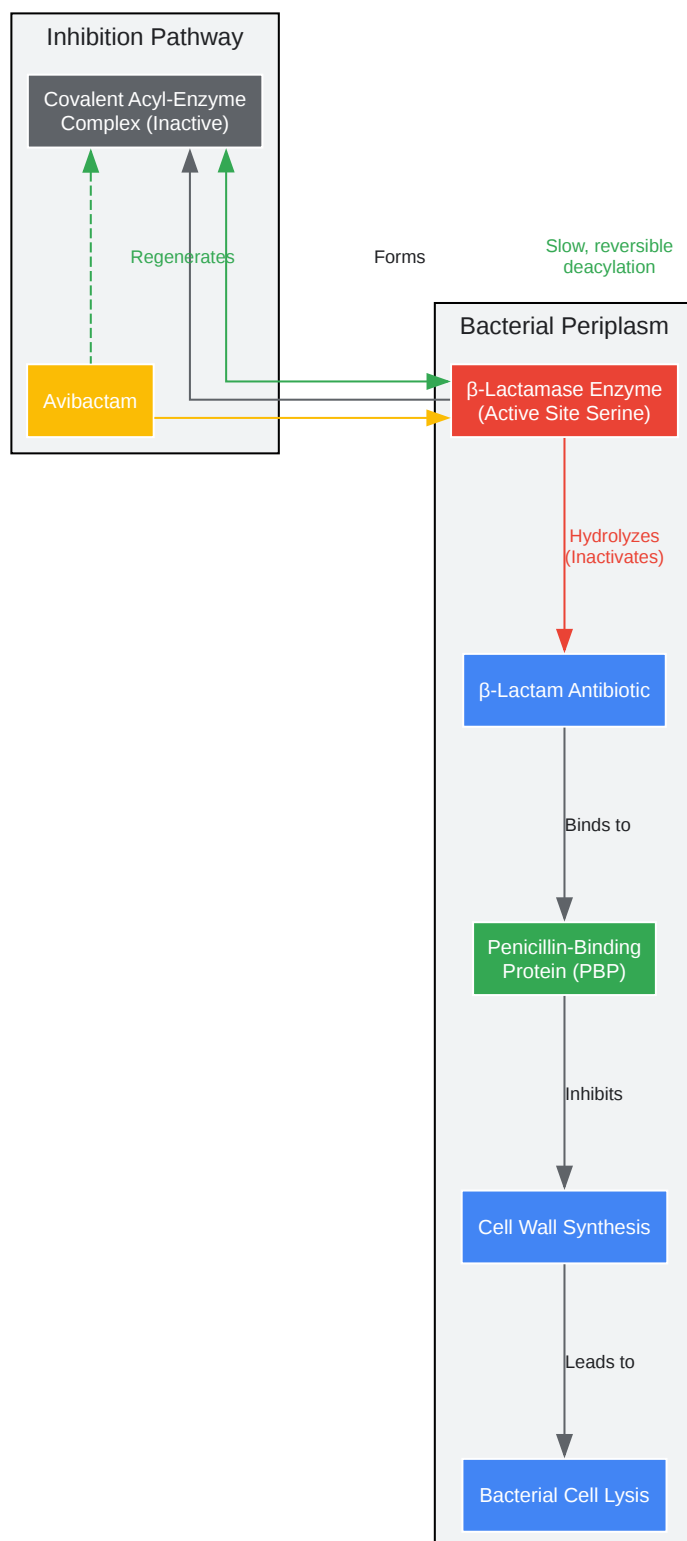 Inhibition Pathway
Covalent Acyl-Enzyme
Complex (Inactive)
Regenerates
Forms
Slow, reversible
deacylation
Bacterial Periplasm
Avibactam
β-Lactamase Enzyme
(Active Site Serine)
Hydrolyzes
(Inactivates)
β-Lactam Antibiotic
Binds to
Penicillin-Binding
Protein (PBP)
Inhibits
Cell Wall Synthesis
Leads to
Bacterial Cell Lysis